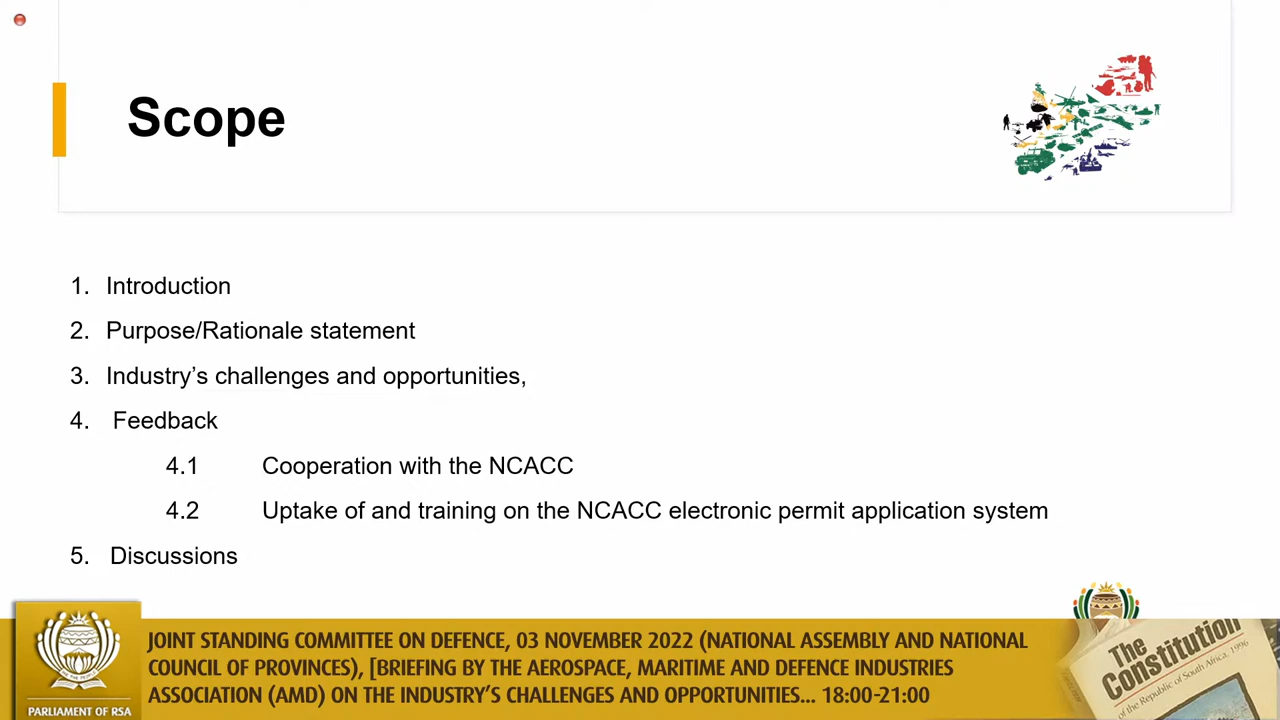 Scope
1. Introduction
2. Purpose/Rationale statement
3. Industry’s challenges and opportunities,
4. Feedback
4.1 Cooperation with the NCACC
4.2 Uptake of and training on the NCACC electronic permit application system
5. Discussions
JOINT STANDING COMMITTEE ON DEFENCE, 03 NOVEMBER 2022 (NATIONAL ASSEMBLY AND NATIONAL
COUNCIL OF PROVINCES), [BRIEFING BY THE AEROSPACE, MARITIME AND DEFENCE INDUSTRIES
ASSOCIATION (AMD) ON THE INDUSTRY’S CHALLENGES AND OPPORTUNITIES... 18:00-21:00
PARLIAMENT OF RSA
The
Constitution
of the Republic of South Africa, 1996